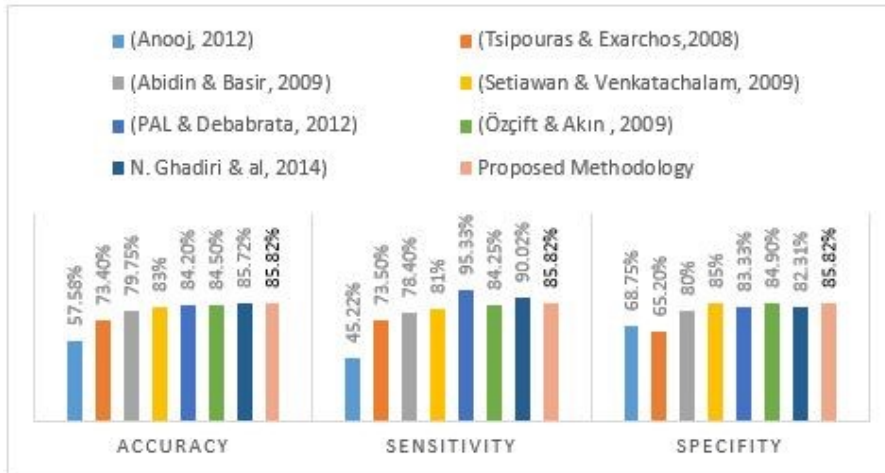 (Anooj, 2012)
(Tsipouras & Exarchos,2008)
(Abidin & Basir, 2009)
(Setiawan & Venkatachalam, 2009)
(PAL & Debabrata, 2012)
(Özçift & Akın , 2009)
N. Ghadiri & al, 2014)
Proposed Methodology
57.58%
73.40%
79.75%
83%
84.20%
84.50%
85.72%
85.82%
45.22%
73.50%
78.40%
81%
95.33%
84.25%
90.02%
85.82%
68.75%
65.20%
80%
85%
83.33%
84.90%
82.31%
85.82%
ACCURACY
SENSITIVITY
SPECIFITY